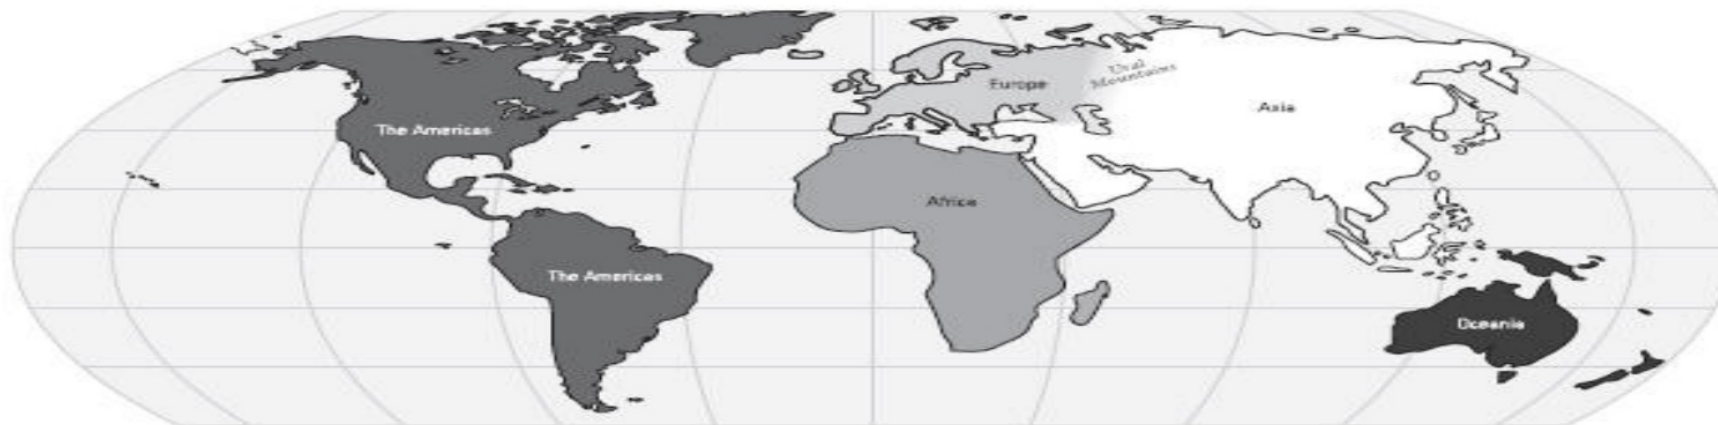 Ural
Mountains
Europe
Asia
The Americas
Africa
The Americas
Oceania